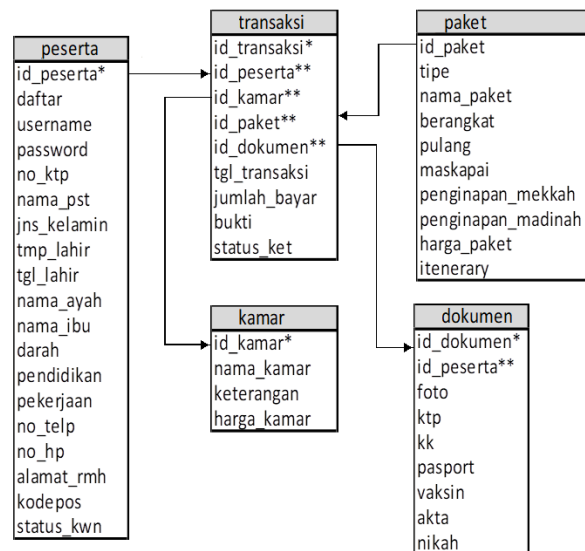 peserta
id_peserta*
daftar
username
password
no_ktp
nama_pst
jns_kelamin
tmp_lahir
tgl_lahir
nama_ayah
nama_ibu
darah
pendidikan
pekerjaan
no_telp
no_hp
alamat_rmh
kodepos
status_kwn
transaksi
id_transaksi*
id_peserta**
id_kamar**
id_paket**
id_dokumen**
tgl_transaksi
jumlah_bayar
bukti
status_ket
kamar
id_kamar*
nama_kamar
keterangan
harga_kamar
paket
id_paket
tipe
nama_paket
berangkat
pulang
maskapai
penginapan_mekkah
penginapan_madinah
harga_paket
itenerary
dokumen
id_dokumen*
id_peserta**
foto
ktp
kk
pasport
vaksin
akta
nikah